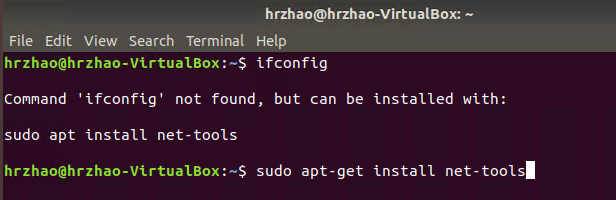 hrzhao@hrzhao-VirtualBox: ~
File Edit View Search Terminal Help
hrzhao@hrzhao-VirtualBox:~$ ifconfig
Command 'ifconfig' not found, but can be installed with:
sudo apt install net-tools
hrzhao@hrzhao-VirtualBox:~$ sudo apt-get install net-tools